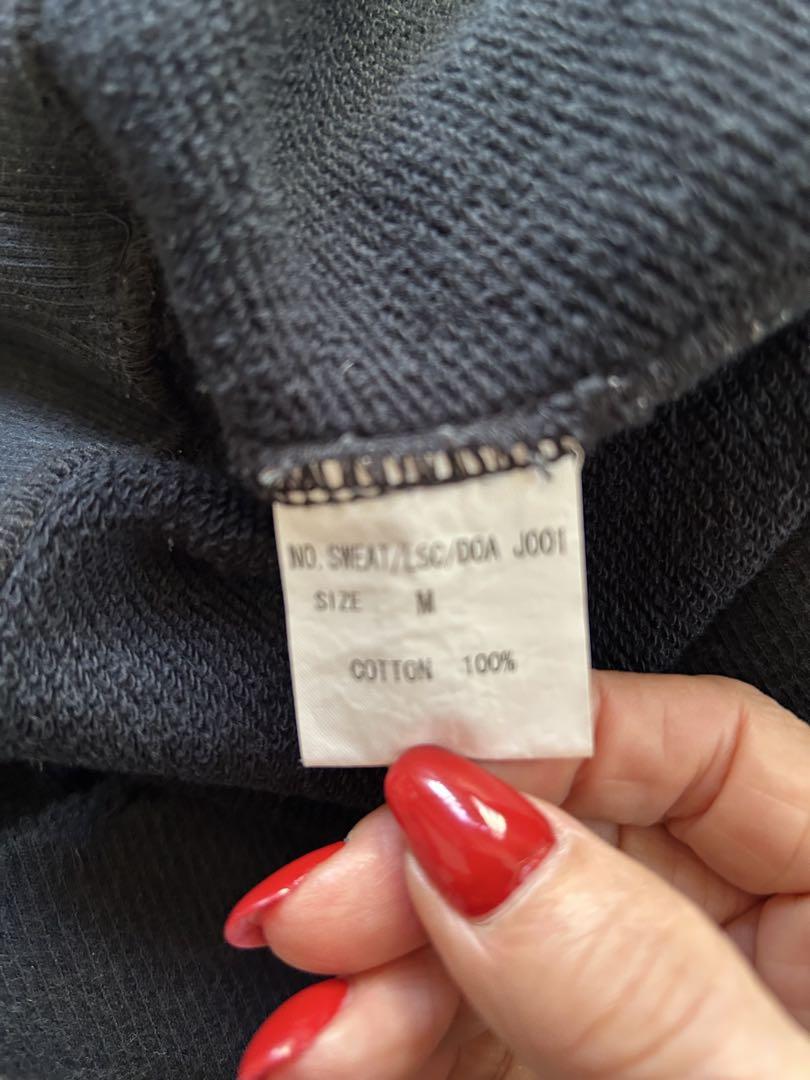 NO. SWEAT/LSC/DOA J001
SIZE M
COTTON 100%